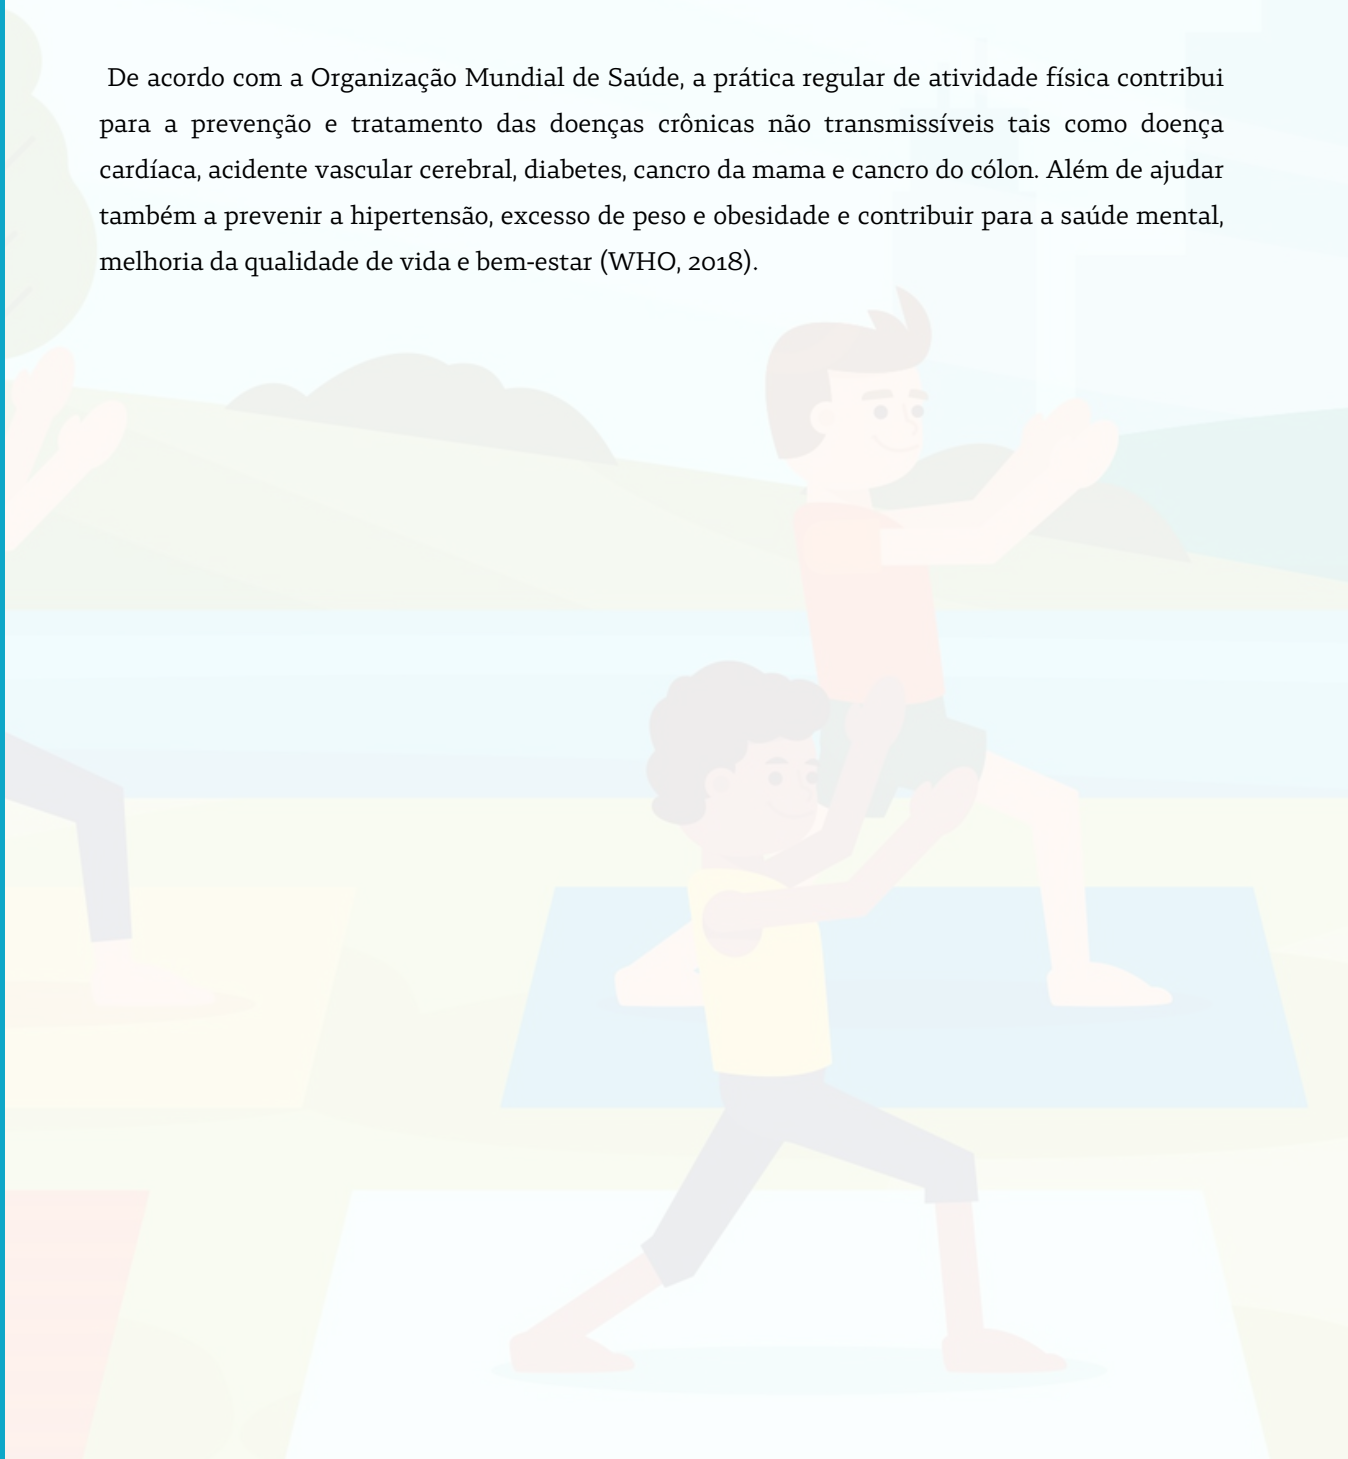 De acordo com a Organização Mundial de Saúde, a prática regular de atividade física contribui
para a prevenção e tratamento das doenças crônicas não transmissíveis tais como doença
cardíaca, acidente vascular cerebral, diabetes, cancro da mama e cancro do cólon. Além de ajudar
também a prevenir a hipertensão, excesso de peso e obesidade e contribuir para a saúde mental,
melhoria da qualidade de vida e bem-estar (WHO, 2018).